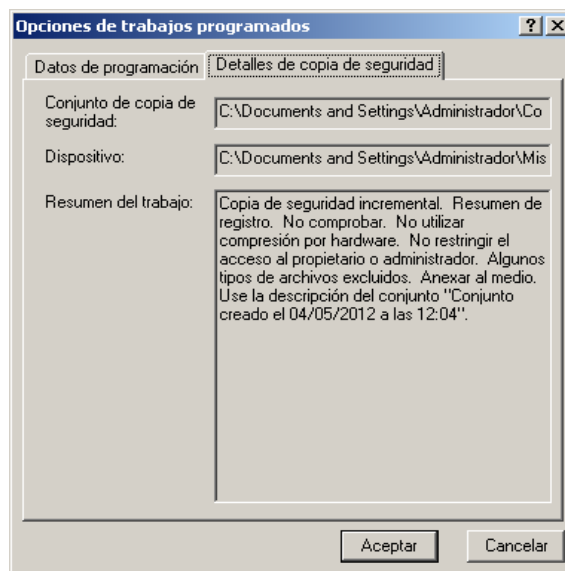 Opciones de trabajos programados
Datos de programación
Detalles de copia de seguridad
Conjunto de copia de
seguridad:
C:\Documents and Settings\Administrador\Co
Dispositivo:
C:\Documents and Settings\Administrador\Mis
Resumen del trabajo:
Copia de seguridad incremental.  Resumen de
registro.  No comprobar.  No utilizar
compresión por hardware.  No restringir el
acceso al propietario o administrador.  Algunos
tipos de archivos excluidos.  Anexar al medio.
Use la descripción del conjunto "Conjunto
creado el 04/05/2012 a las 12:04".
Aceptar
Cancelar